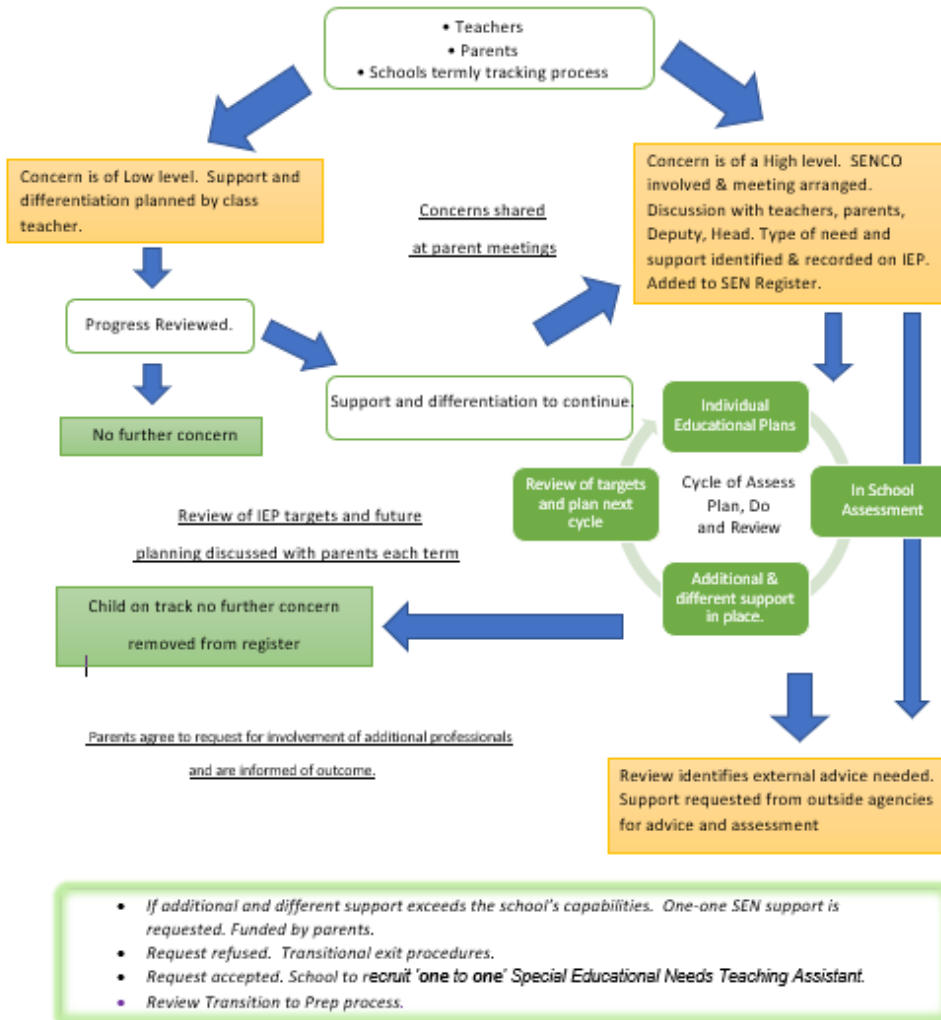 • Teachers
• Parents
• Schools termly tracking process
Concern is of Low level. Support and
differentiation planned by class
teacher.
Concerns shared
at parent meetings
Concern is of a High level. SENCO
involved & meeting arranged.
Discussion with teachers, parents,
Deputy, Head. Type of need and
support identified & recorded on IEP.
Added to SEN Register.
Progress Reviewed.
Support and differentiation to continue.
No further concern
Individual
Educational Plans
Review of targets
and plan next
cycle
Cycle of Assess
Plan, Do
and Review
In School
Assessment
Additional &
different support
in place.
Review of IEP targets and future
planning discussed with parents each term
Child on track no further concern
removed from register
Parents agree to request for involvement of additional professionals
and are informed of outcome.
Review identifies external advice needed.
Support requested from outside agencies
for advice and assessment
• If additional and different support exceeds the school's capabilities. One-one SEN support is
requested. Funded by parents.
• Request refused. Transitional exit procedures.
• Request accepted. School to recruit 'one to one' Special Educational Needs Teaching Assistant.
• Review Transition to Prep process.